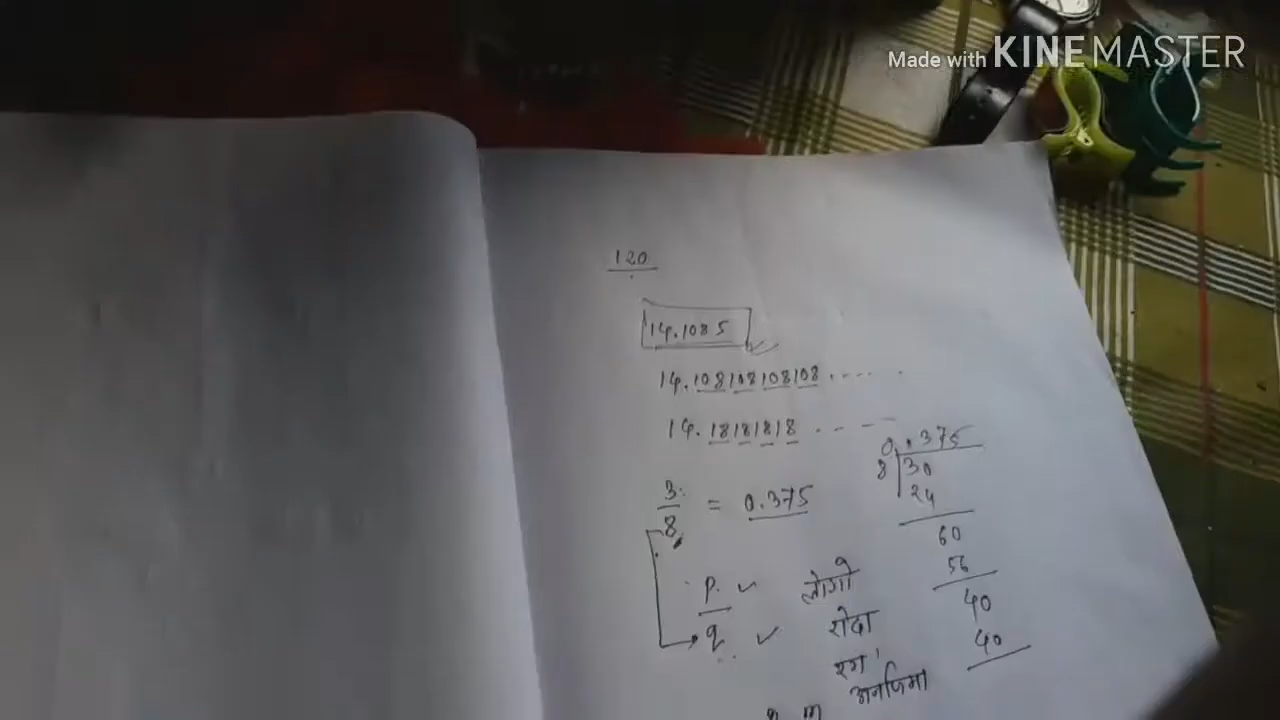 Made with KINEMASTER
120
14.1085
14.108108108108.....
14.18181818.....
3/8 = 0.375
0.375
8 30
24
60
56
40
40
p
q
लोगो